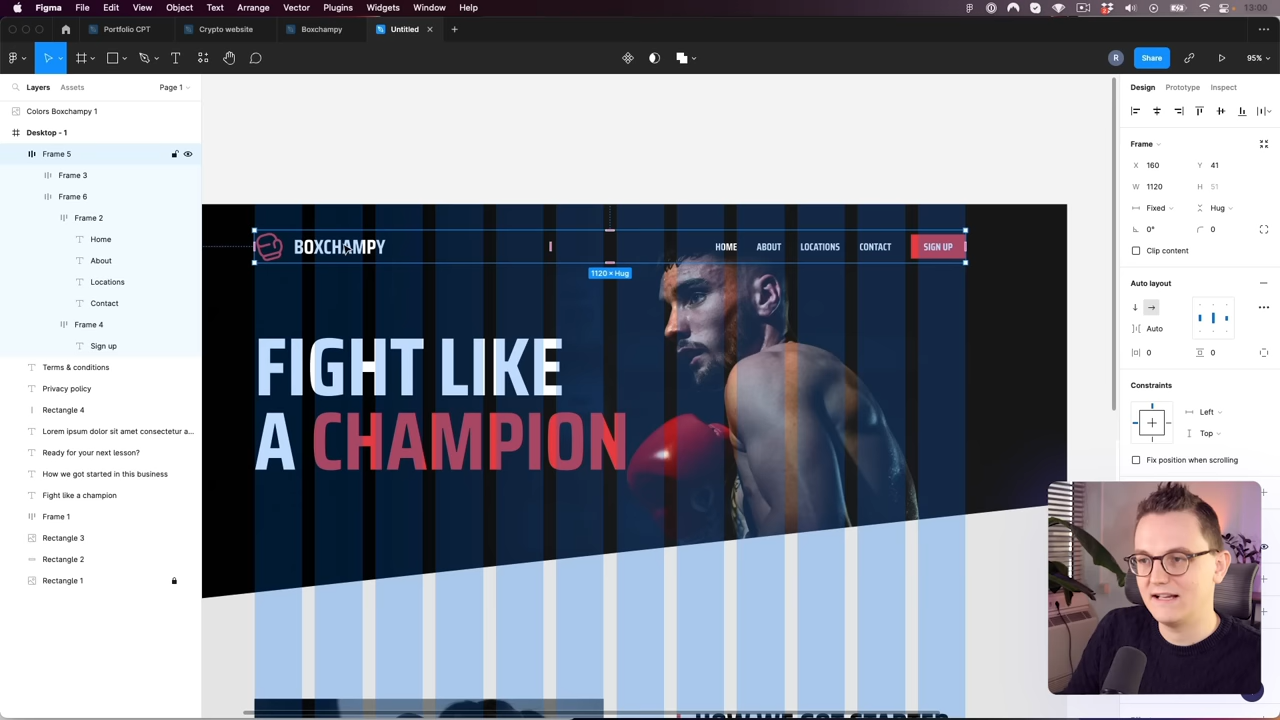 Figma File Edit View Object Text Arrange Vector Plugins Widgets Window Help
13:00
Portfolio CPT Crypto website Boxchampy Untitled
R Share 95%
Layers Assets Page 1
Colors Boxchampy 1
Desktop - 1
Frame 5
Frame 3
Frame 6
Frame 2
Home
About
Locations
Contact
Frame 4
Sign up
Terms & conditions
Privacy policy
Rectangle 4
Lorem ipsum dolor sit amet consectetur a...
Ready for your next lesson?
How we got started in this business
Fight like a champion
Frame 1
Rectangle 3
Rectangle 2
Rectangle 1
BOXCHAMPY HOME ABOUT LOCATIONS CONTACT SIGN UP
1120 × Hug
FIGHT LIKE
A CHAMPION
HOW WE GOT STARTED
Design Prototype Inspect
Frame
X 160 Y 41
W 1120 H 51
Fixed Hug
0° 0
Clip content
Auto layout
Auto
0 0
Constraints
Left
Top
Fix position when scrolling